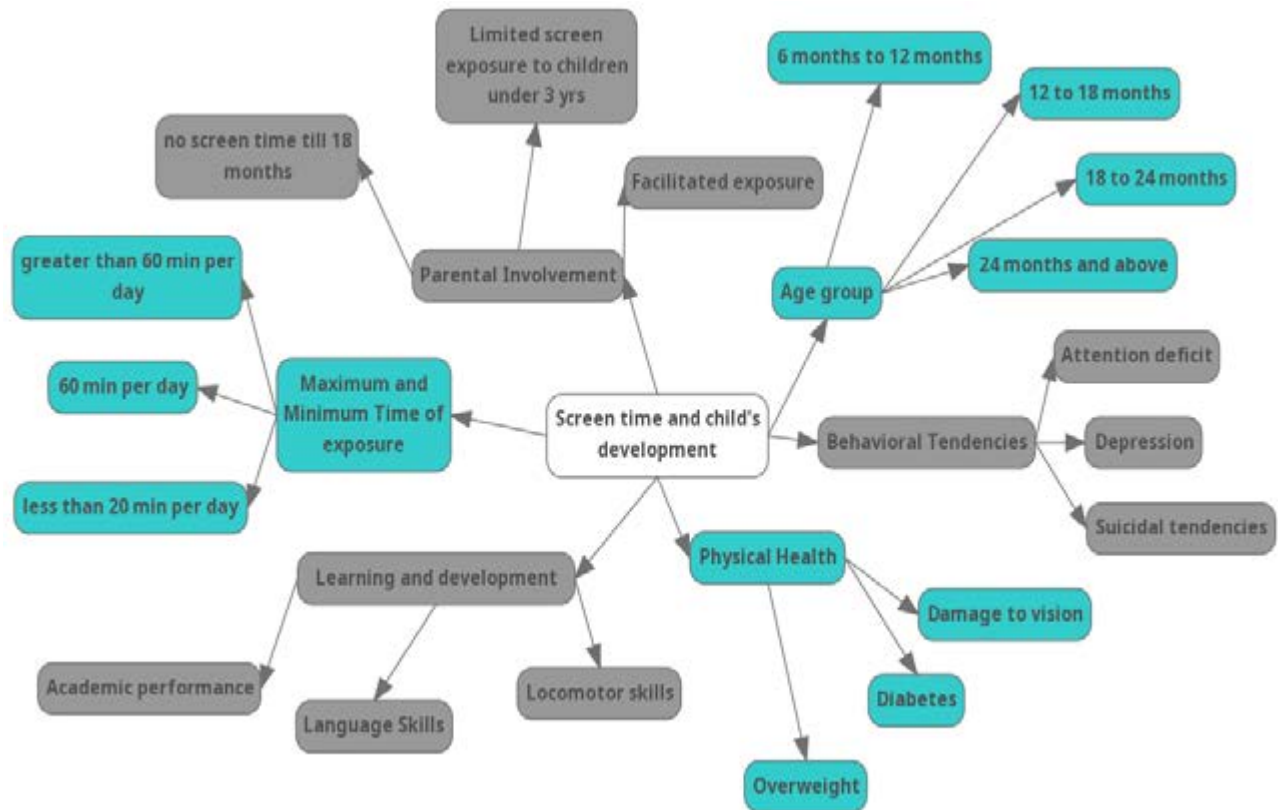 Limited screen
exposure to children
under 3 yrs
6 months to 12 months
12 to 18 months
no screen time till 18
months
Facilitated exposure
18 to 24 months
greater than 60 min per
day
Parental Involvement
Age group
24 months and above
Attention deficit
60 min per day
Maximum and
Minimum Time of
exposure
Screen time and child's
development
Behavioral Tendencies
Depression
less than 20 min per day
Suicidal tendencies
Learning and development
Physical Health
Damage to vision
Academic performance
Language Skills
Locomotor skills
Diabetes
Overweight